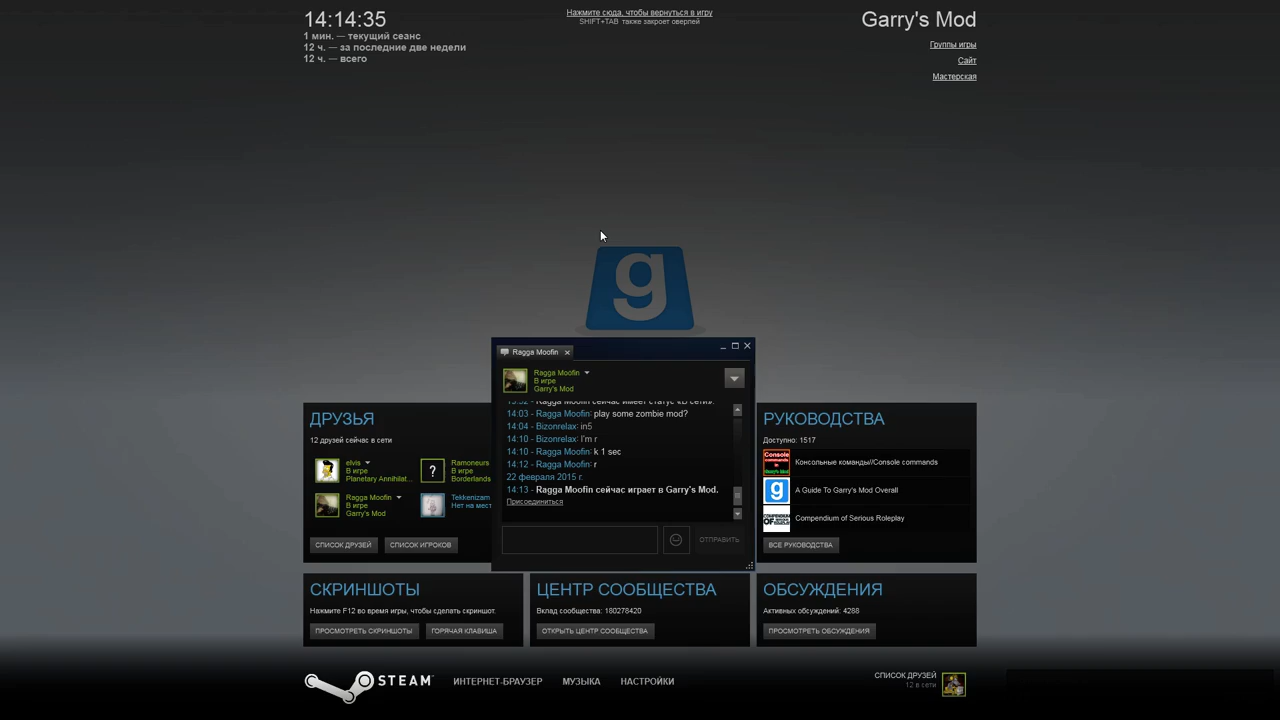 14:14:35
1 мин. — текущий сеанс
12 ч. — за последние две недели
12 ч. — всего
Нажмите сюда, чтобы вернуться в игру
SHIFT+TAB также закроет оверлей
Garry's Mod
Группы игры
Сайт
Мастерская
g
Ragga Moofin
Ragga Moofin
В игре
Garry's Mod
14:03 - Ragga Moofin: play some zombie mod?
14:04 - Bizonrelax: in5
14:10 - Bizonrelax: I'm r
14:10 - Ragga Moofin: k 1 sec
14:12 - Ragga Moofin: r
22 февраля 2015 г.
14:13 - Ragga Moofin сейчас играет в Garry's Mod.
Присоединиться
ОТПРАВИТЬ
ДРУЗЬЯ
12 друзей сейчас в сети
elvis
В игре
Planetary Annihilat...
Ramoneurs
В игре
Borderlands
Ragga Moofin
В игре
Garry's Mod
Tekkenizam
Нет на мест
СПИСОК ДРУЗЕЙ
СПИСОК ИГРОКОВ
РУКОВОДСТВА
Доступно: 1517
Console commands
Консольные команды//Console commands
g
A Guide To Garry's Mod Overall
Compendium of Serious Roleplay
ВСЕ РУКОВОДСТВА
СКРИНШОТЫ
Нажмите F12 во время игры, чтобы сделать скриншот.
ПРОСМОТРЕТЬ СКРИНШОТЫ
ГОРЯЧАЯ КЛАВИША
ЦЕНТР СООБЩЕСТВА
Вклад сообщества: 180278420
ОТКРЫТЬ ЦЕНТР СООБЩЕСТВА
ОБСУЖДЕНИЯ
Активных обсуждений: 4288
ПРОСМОТРЕТЬ ОБСУЖДЕНИЯ
STEAM
ИНТЕРНЕТ-БРАУЗЕР
МУЗЫКА
НАСТРОЙКИ
СПИСОК ДРУЗЕЙ
12 в сети